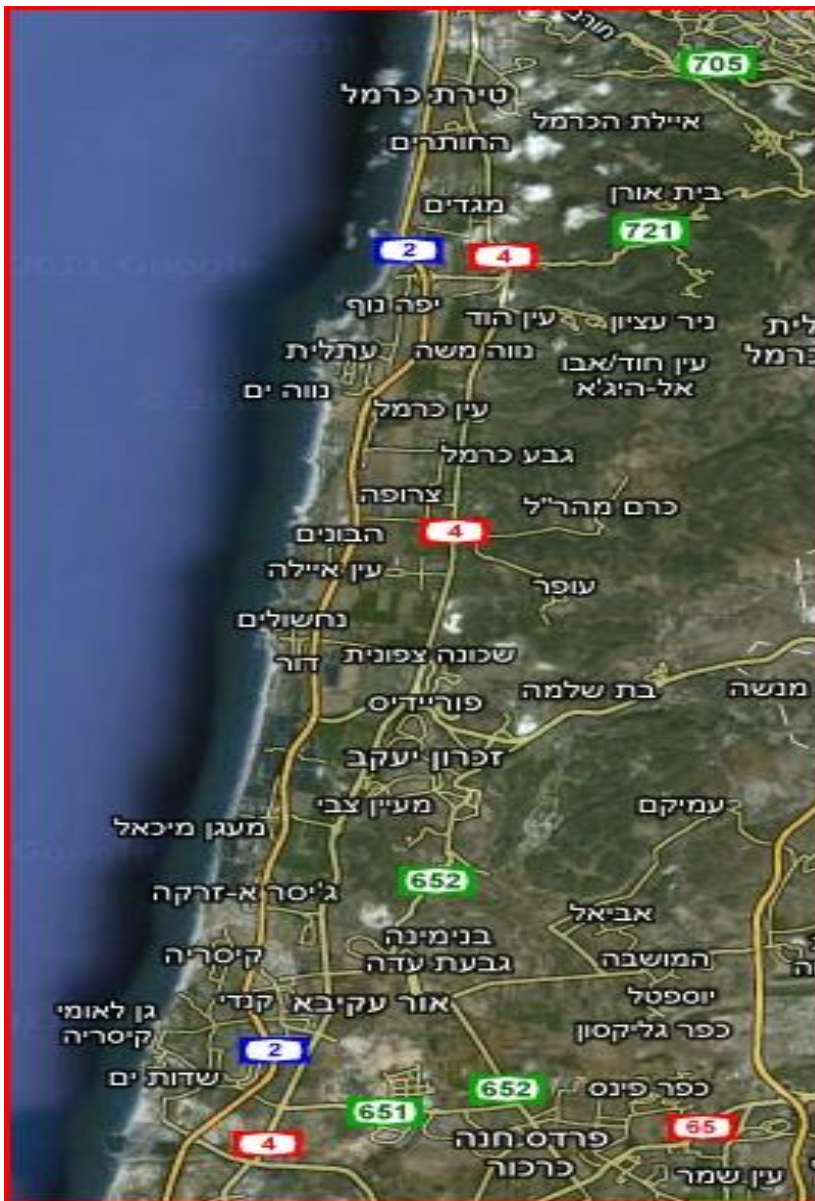 חורב
705
טירת כרמל
איילת הכרמל
החותרים
בית אורן
מגדים
721
2
4
יפה נוף
עין הוד
ניר עציון
עתלית
נווה משה
עין חוד/אבו
אל-היג'א
לית
כרמל
נווה ים
עין כרמל
גבע כרמל
צרופה
כרם מהר"ל
4
הבונים
עין איילה
עופר
נחשולים
שכונה צפונית
דור
בת שלמה
מנשה
פוריידיס
זכרון יעקב
מעיין צבי
עמיקם
מעגן מיכאל
652
ג'יסר א-זרקה
אביאל
בנימינה
גבעת עדה
קיסריה
המושבה
יוספטל
אור עקיבא
קנדי
גן לאומי
קיסריה
כפר גליקסון
2
שדות ים
652
כפר פינס
651
65
פרדס חנה
כרכור
4
עין שמר